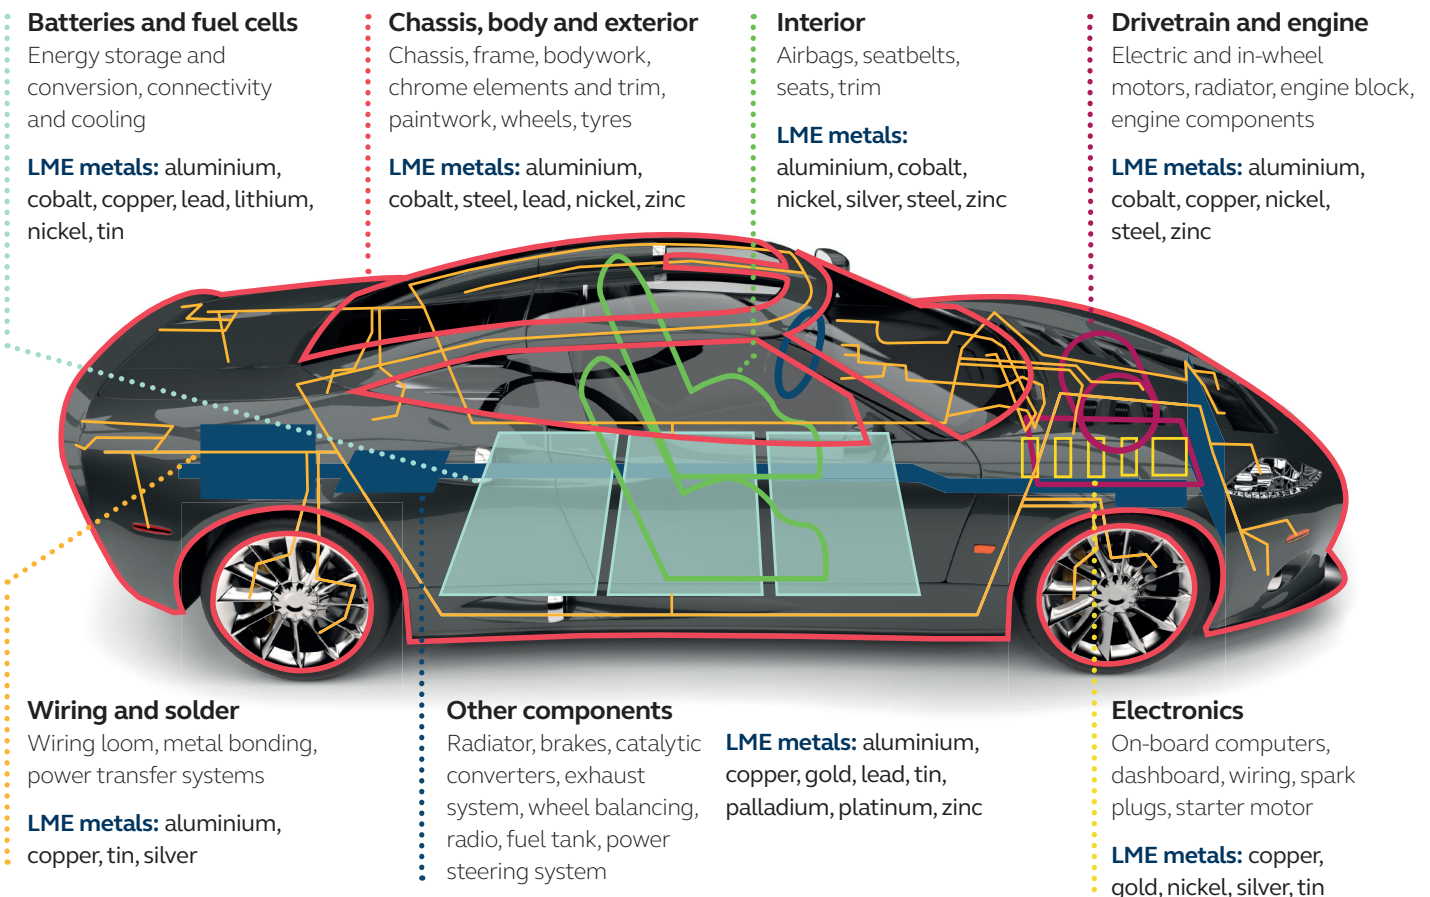 Batteries and fuel cells
Energy storage and
conversion, connectivity
and cooling
LME metals: aluminium,
cobalt, copper, lead, lithium,
nickel, tin
Chassis, body and exterior
Chassis, frame, bodywork,
chrome elements and trim,
paintwork, wheels, tyres
LME metals: aluminium,
cobalt, steel, lead, nickel, zinc
Interior
Airbags, seatbelts,
seats, trim
LME metals:
aluminium, cobalt,
nickel, silver, steel, zinc
Drivetrain and engine
Electric and in-wheel
motors, radiator, engine block,
engine components
LME metals: aluminium,
cobalt, copper, nickel,
steel, zinc
Wiring and solder
Wiring loom, metal bonding,
power transfer systems
LME metals: aluminium,
copper, tin, silver
Other components
Radiator, brakes, catalytic
converters, exhaust
system, wheel balancing,
radio, fuel tank, power
steering system
LME metals: aluminium,
copper, gold, lead, tin,
palladium, platinum, zinc
Electronics
On-board computers,
dashboard, wiring, spark
plugs, starter motor
LME metals: copper,
gold, nickel, silver, tin